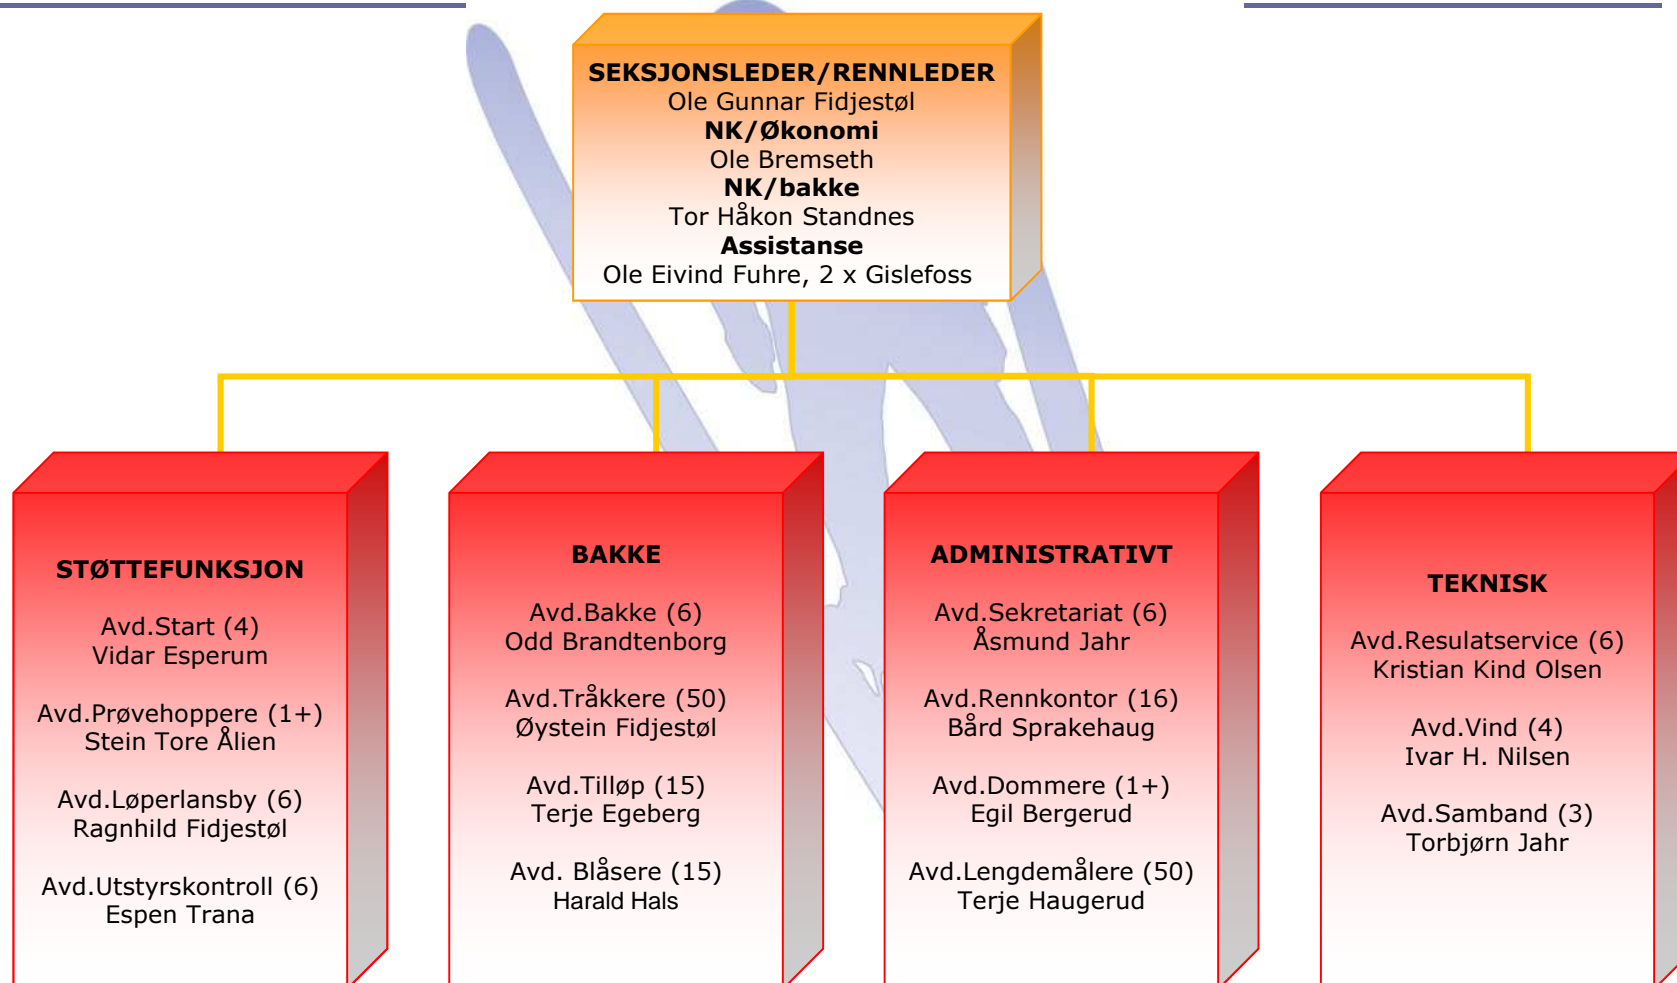 SEKSJONSLEDER/RENNLEDER
Ole Gunnar Fidjestøl
NK/Økonomi
Ole Bremseth
NK/bakke
Tor Håkon Standnes
Assistanse
Ole Eivind Fuhre, 2 x Gislefoss
STØTTEFUNKSJON
Avd.Start (4)
Vidar Esperum
Avd.Prøvehoppere (1+)
Stein Tore Ålien
Avd.Løperlansby (6)
Ragnhild Fidjestøl
Avd.Utstyrskontroll (6)
Espen Trana
BAKKE
Avd.Bakke (6)
Odd Brandtenborg
Avd.Tråkkere (50)
Øystein Fidjestøl
Avd.Tilløp (15)
Terje Egeberg
Avd. Blåsere (15)
Harald Hals
ADMINISTRATIVT
Avd.Sekretariat (6)
Åsmund Jahr
Avd.Rennkontor (16)
Bård Sprakehaug
Avd.Dommere (1+)
Egil Bergerud
Avd.Lengdemålere (50)
Terje Haugerud
TEKNISK
Avd.Resulatservice (6)
Kristian Kind Olsen
Avd.Vind (4)
Ivar H. Nilsen
Avd.Samband (3)
Torbjørn Jahr